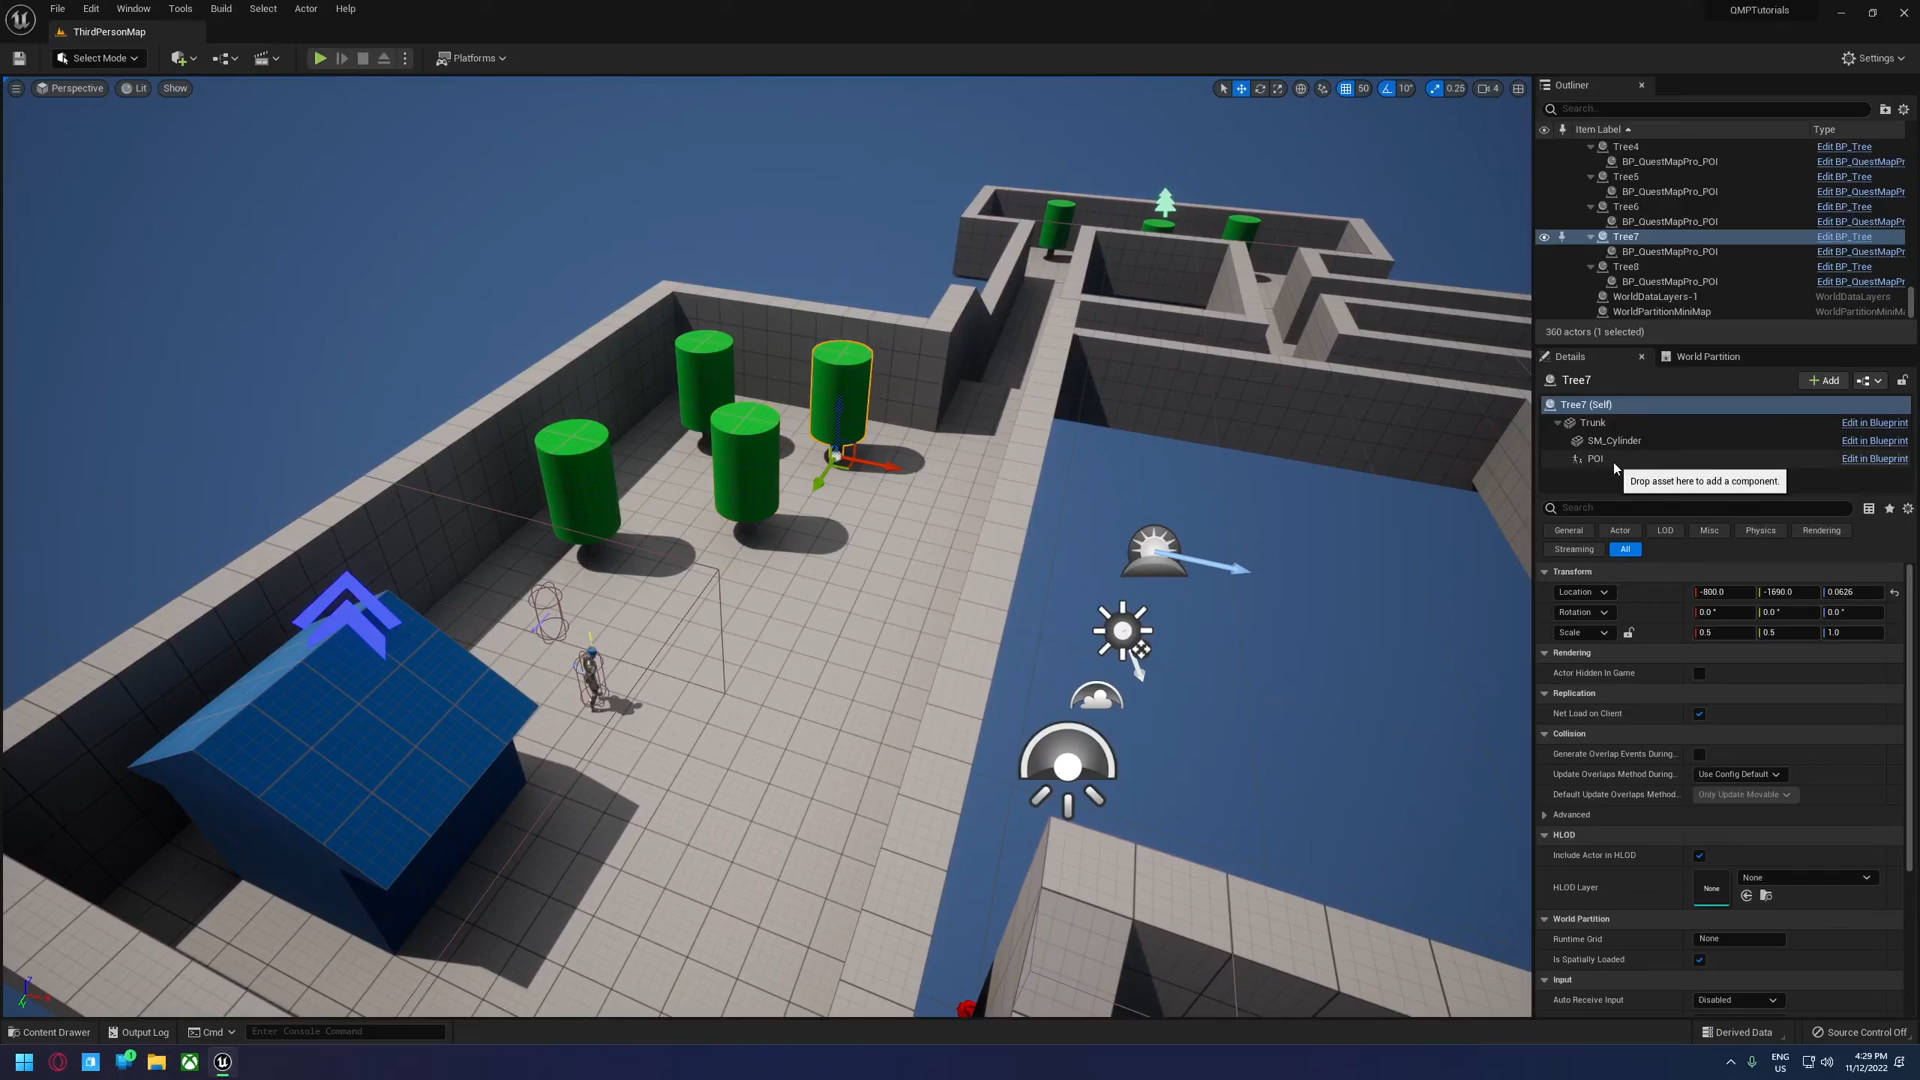 File Edit Window Tools Build Select Actor Help
QMPTutorials
ThirdPersonMap
Select Mode
Platforms
Settings
Perspective
Lit
Show
50
10°
0.25
4
Outliner
Search...
Item Label
Type
Tree4 Edit BP_Tree
BP_QuestMapPro_POI Edit BP_QuestMapPr
Tree5 Edit BP_Tree
BP_QuestMapPro_POI Edit BP_QuestMapPr
Tree6 Edit BP_Tree
BP_QuestMapPro_POI Edit BP_QuestMapPr
Tree7 Edit BP_Tree
BP_QuestMapPro_POI Edit BP_QuestMapPr
Tree8 Edit BP_Tree
BP_QuestMapPro_POI Edit BP_QuestMapPr
WorldDataLayers-1 WorldDataLayers
WorldPartitionMiniMap WorldPartitionMiniM
360 actors (1 selected)
Details
World Partition
Tree7
Add
Tree7 (Self)
Trunk Edit in Blueprint
SM_Cylinder Edit in Blueprint
POI Edit in Blueprint
Drop asset here to add a component.
Search
General Actor LOD Misc Physics Rendering
Streaming All
Transform
Location -800.0 -1690.0 0.0626
Rotation 0.0 ° 0.0 ° 0.0 °
Scale 0.5 0.5 1.0
Rendering
Actor Hidden In Game
Replication
Net Load on Client
Collision
Generate Overlap Events During...
Update Overlaps Method During... Use Config Default
Default Update Overlaps Method... Only Update Movable
Advanced
HLOD
Include Actor in HLOD
HLOD Layer None None
World Partition
Runtime Grid None
Is Spatially Loaded
Input
Auto Receive Input Disabled
Content Drawer
Output Log
Cmd
Enter Console Command
Derived Data
Source Control Off
1
ENG
US
4:29 PM
11/12/2022